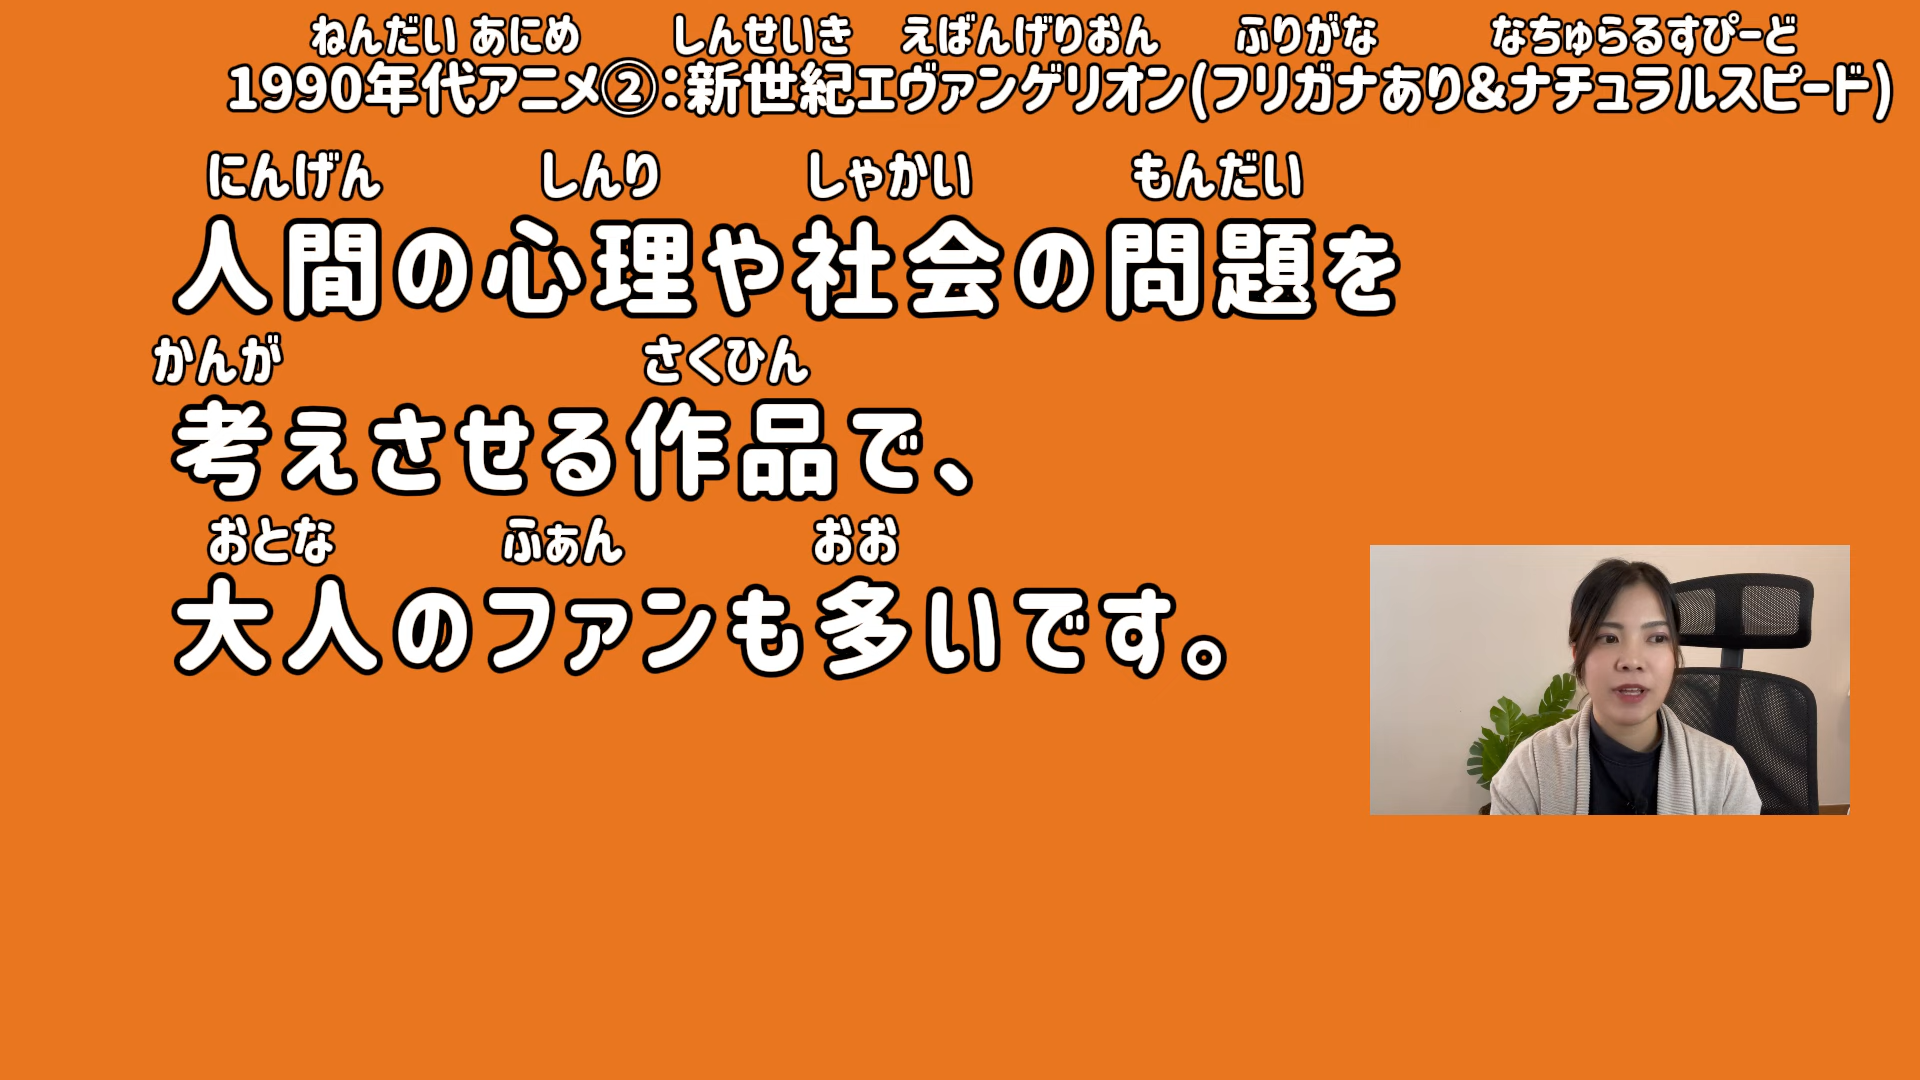 ねんだい あにめ しんせいき えばんげりおん ふりがな なちゅらるすぴーど
1990年代アニメ②:新世紀エヴァンゲリオン(フリガナあり&ナチュラルスピード)
にんげん しんり しゃかい もんだい
人間の心理や社会の問題を
かんが さくひん
考えさせる作品で、
おとな ふぁん おお
大人のファンも多いです。